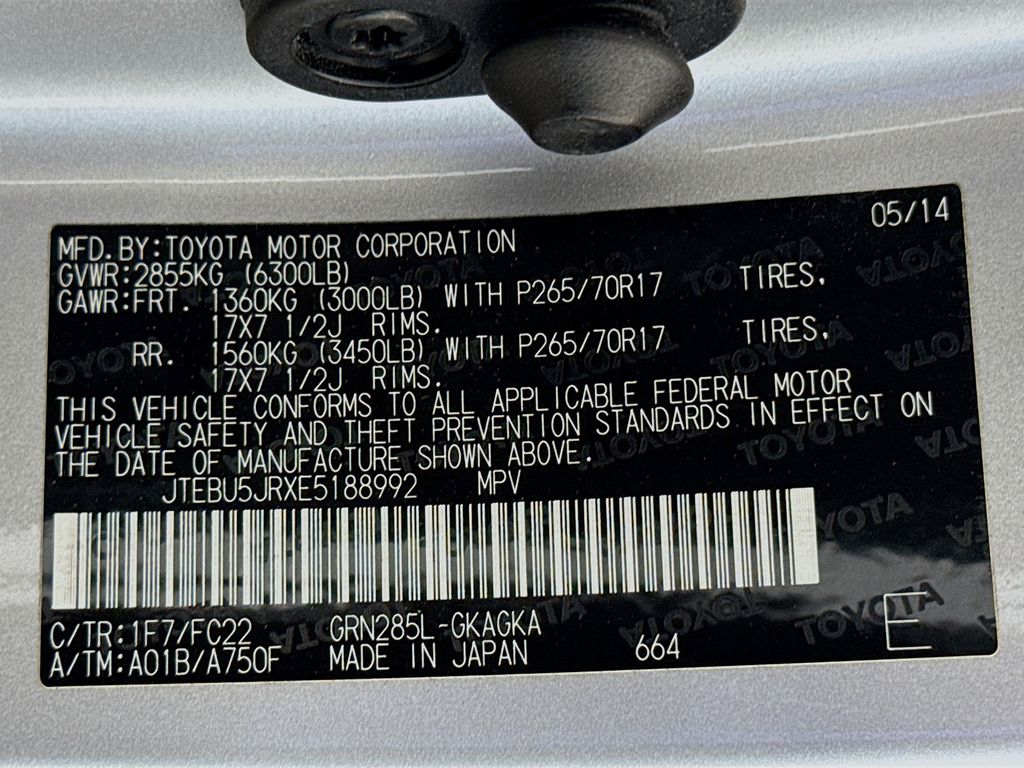 05/14
MFD.BY:TOYOTA MOTOR CORPORATION
GVWR:2855KG (6300LB)
GAWR:FRT. 1360KG (3000LB) WITH P265/70R17 TIRES,
17X7 1/2J RIMS.
RR. 1560KG (3450LB) WITH P265/70R17 TIRES,
17X7 1/2J RIMS.
THIS VEHICLE CONFORMS TO ALL APPLICABLE FEDERAL MOTOR
VEHICLE SAFETY AND THEFT PREVENTION STANDARDS IN EFFECT ON
THE DATE OF MANUFACTURE SHOWN ABOVE.
JTEBU5JRXE5188992 MPV
C/TR:1F7/FC22 GRN285L-GKAGKA
A/TM:A01B/A750F MADE IN JAPAN 664 E